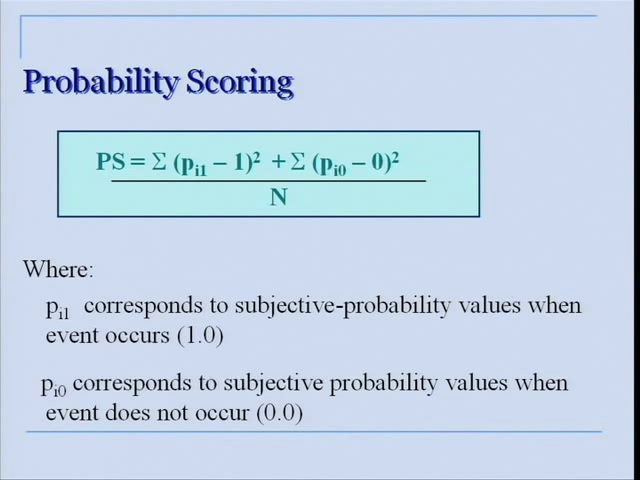 Probability Scoring
PS = Σ (pi1 – 1)² + Σ (pi0 – 0)²
N
Where:
pi1 corresponds to subjective-probability values when
event occurs (1.0)
pi0 corresponds to subjective probability values when
event does not occur (0.0)